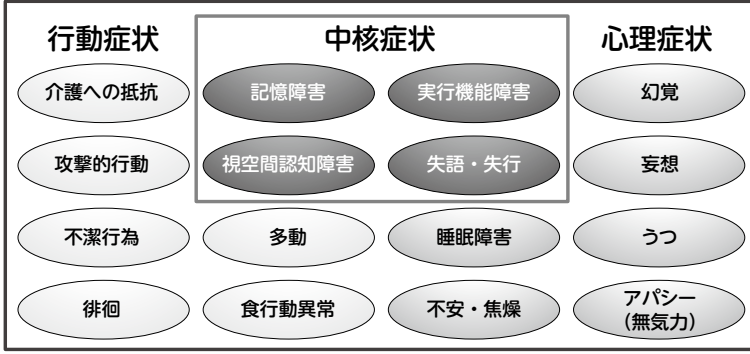 行動症状
中核症状
心理症状
介護への抵抗
記憶障害
実行機能障害
幻覚
攻撃的行動
視空間認知障害
失語・失行
妄想
不潔行為
多動
睡眠障害
うつ
徘徊
食行動異常
不安・焦燥
アパシー
(無気力)